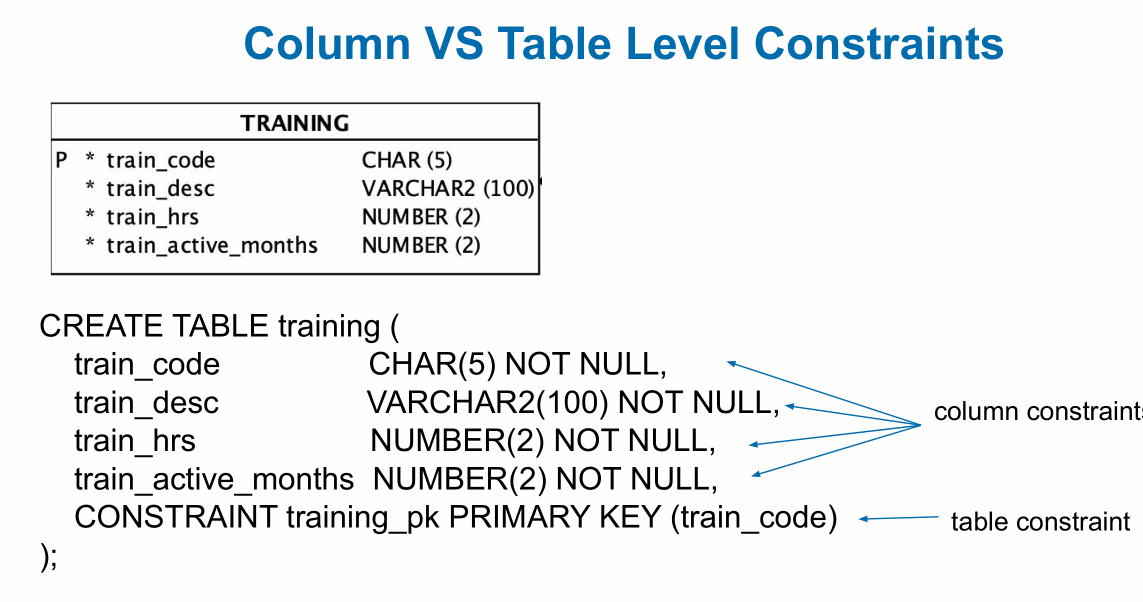 Column VS Table Level Constraints
TRAINING
P * train_code CHAR (5)
* train_desc VARCHAR2 (100)
* train_hrs NUMBER (2)
* train_active_months NUMBER (2)
CREATE TABLE training (
train_code CHAR(5) NOT NULL,
train_desc VARCHAR2(100) NOT NULL,
train_hrs NUMBER(2) NOT NULL,
train_active_months NUMBER(2) NOT NULL,
CONSTRAINT training_pk PRIMARY KEY (train_code)
);
column constraints
table constraint